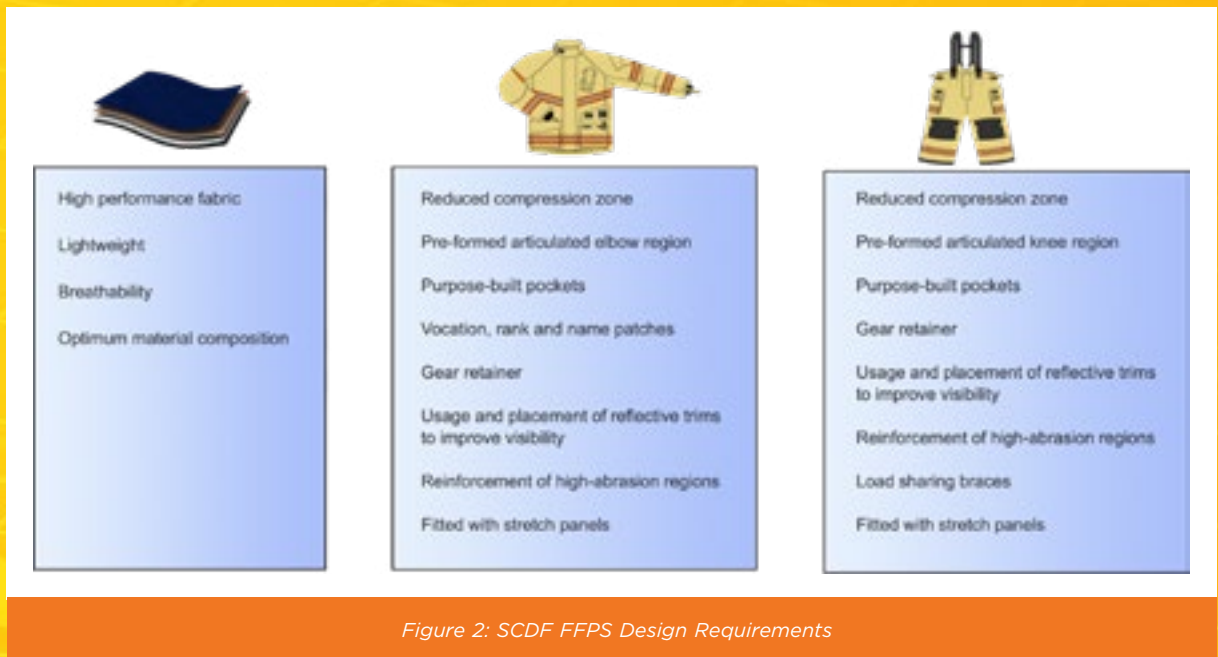 High performance fabric
Lightweight
Breathability
Optimum material composition
Reduced compression zone
Pre-formed articulated elbow region
Purpose-built pockets
Vocation, rank and name patches
Gear retainer
Usage and placement of reflective trims
to improve visibility
Reinforcement of high-abrasion regions
Fitted with stretch panels
Reduced compression zone
Pre-formed articulated knee region
Purpose-built pockets
Gear retainer
Usage and placement of reflective trims
to improve visibility
Reinforcement of high-abrasion regions
Load sharing braces
Fitted with stretch panels
Figure 2: SCDF FFPS Design Requirements